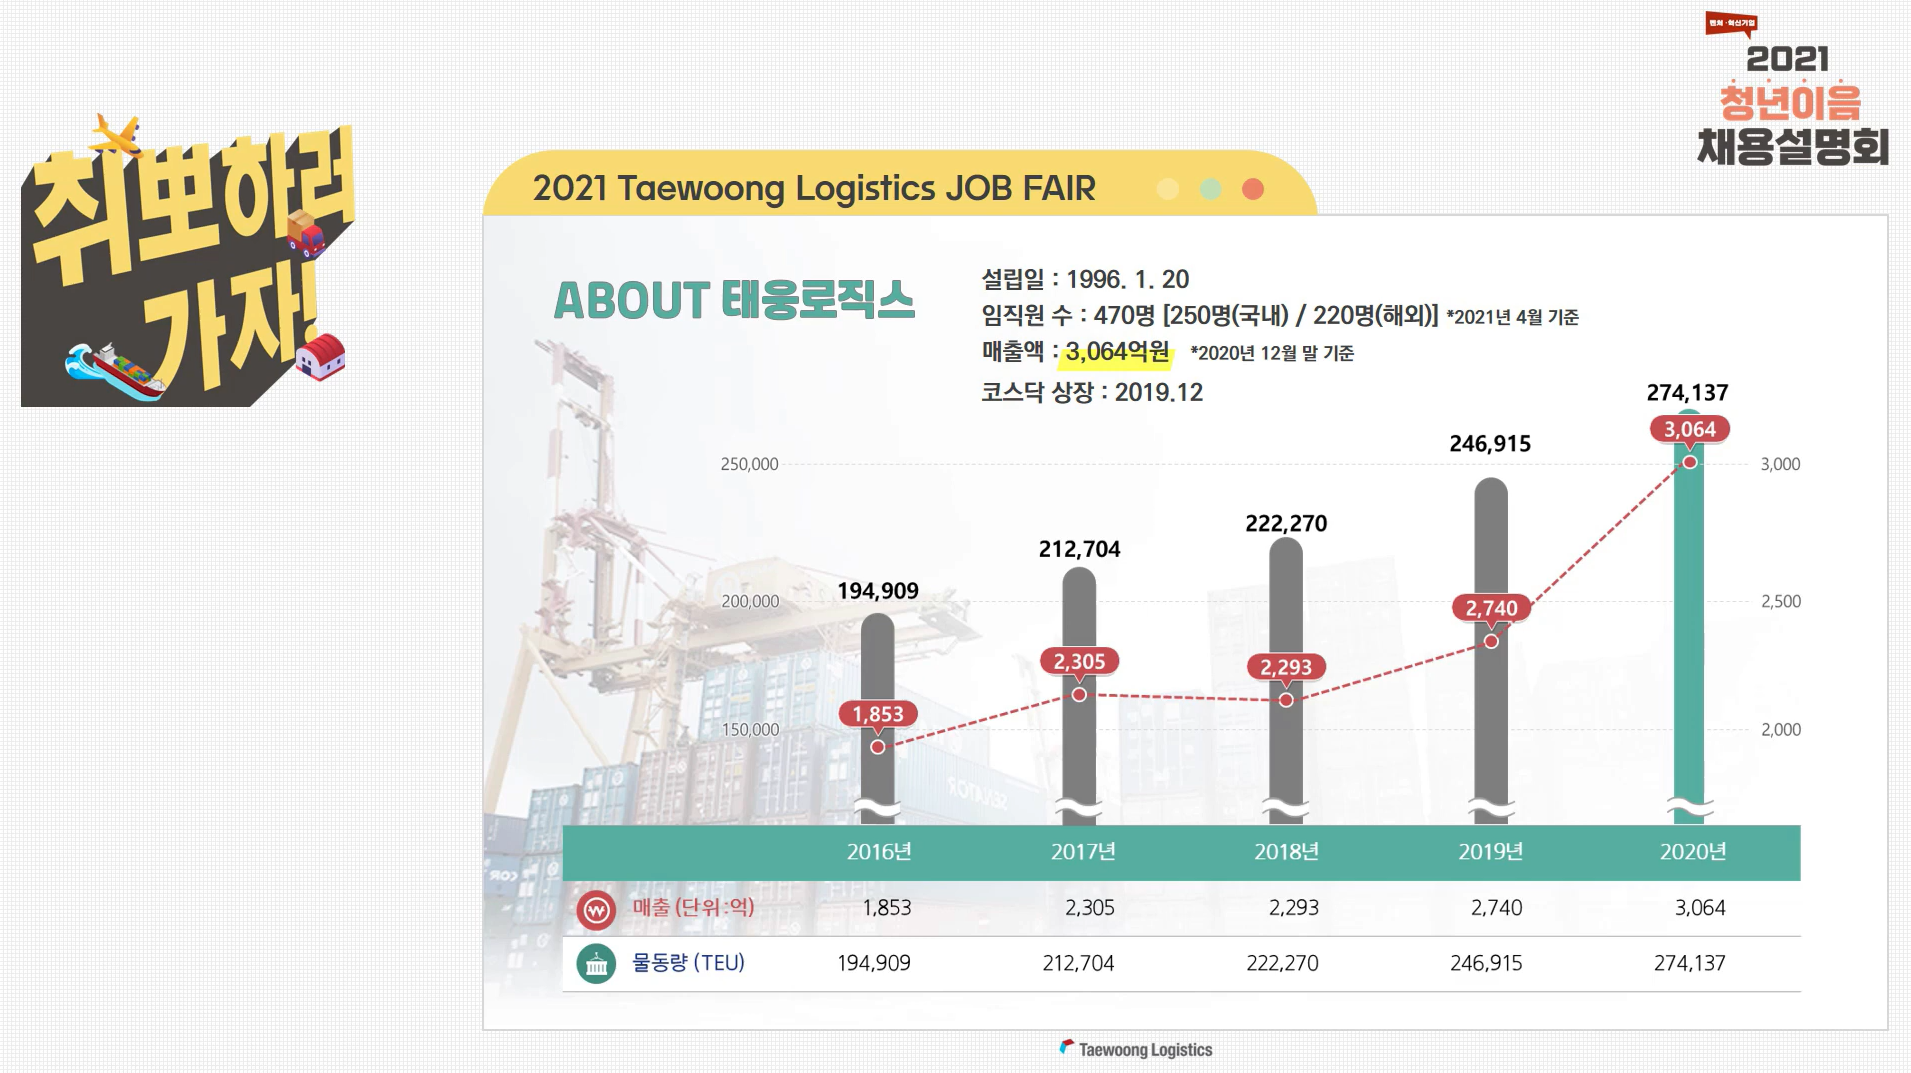 벤처·혁신기업
2021
청년이음
채용설명회
취뽀하러
가자!
2021 Taewoong Logistics JOB FAIR
ABOUT 태웅로직스
설립일 : 1996. 1. 20
임직원 수 : 470명 [250명(국내) / 220명(해외)] *2021년 4월 기준
매출액 : 3,064억원 *2020년 12월 말 기준
코스닥 상장 : 2019.12
250,000
200,000
150,000
3,000
2,500
2,000
194,909
212,704
222,270
246,915
274,137
1,853
2,305
2,293
2,740
3,064
SENATOR
2016년 2017년 2018년 2019년 2020년
매출 (단위:억) 1,853 2,305 2,293 2,740 3,064
물동량 (TEU) 194,909 212,704 222,270 246,915 274,137
Taewoong Logistics